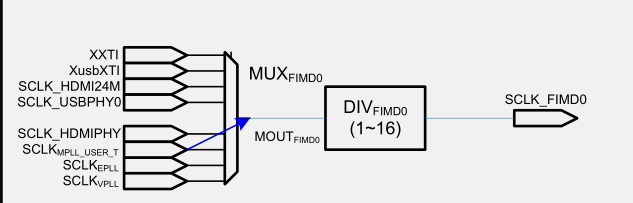 XXTI
XusbXTI
SCLK_HDMI24M
SCLK_USBPHY0
SCLK_HDMIPHY
SCLKMPLL_USER_T
SCLKEPLL
SCLKVPLL
MUXFIMD0
MOUTFIMD0
DIVFIMD0
(1~16)
SCLK_FIMD0